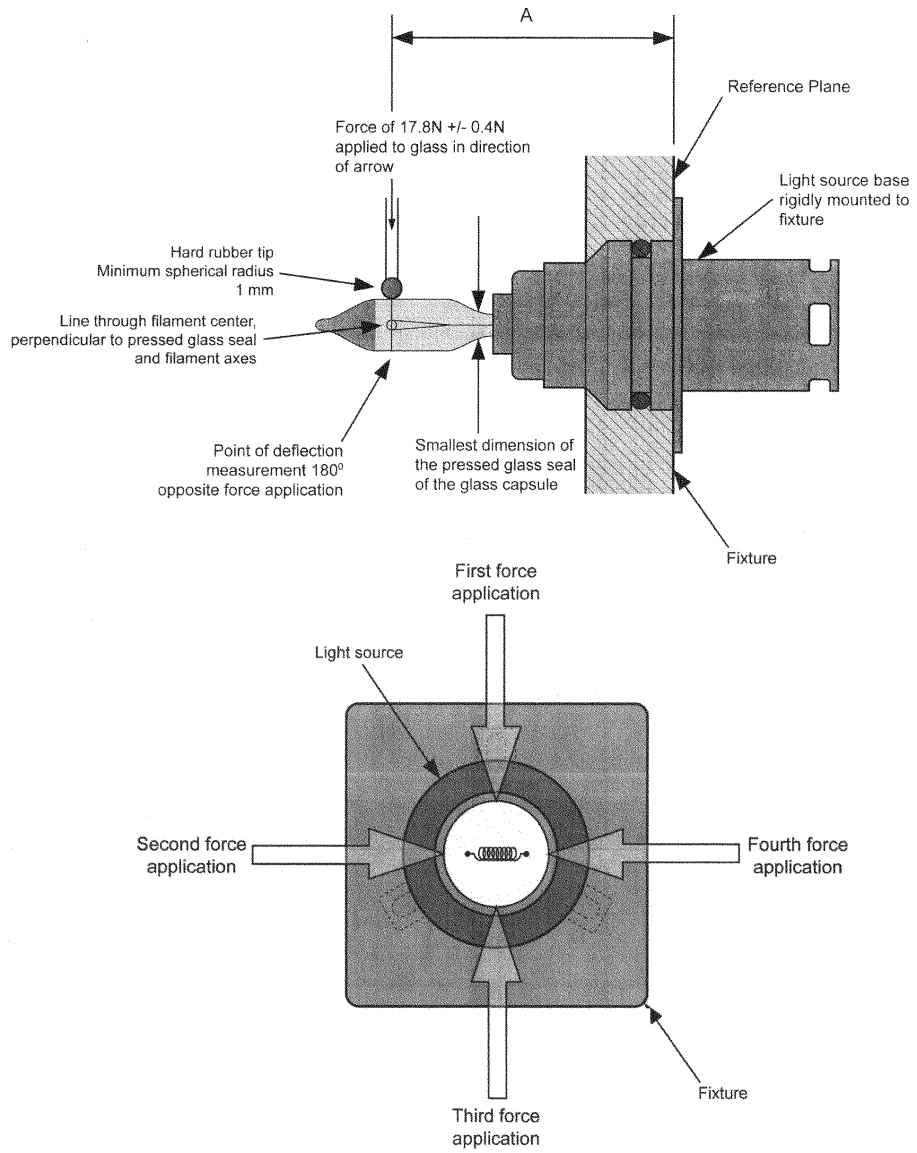 A
Reference Plane
Force of 17.8N +/- 0.4N
applied to glass in direction
of arrow
Light source base
rigidly mounted to
fixture
Hard rubber tip
Minimum spherical radius
1 mm
Line through filament center,
perpendicular to pressed glass seal
and filament axes
Point of deflection
measurement 180º
opposite force application
Smallest dimension of
the pressed glass seal
of the glass capsule
Fixture
First force
application
Light source
Second force
application
Fourth force
application
Fixture
Third force
application